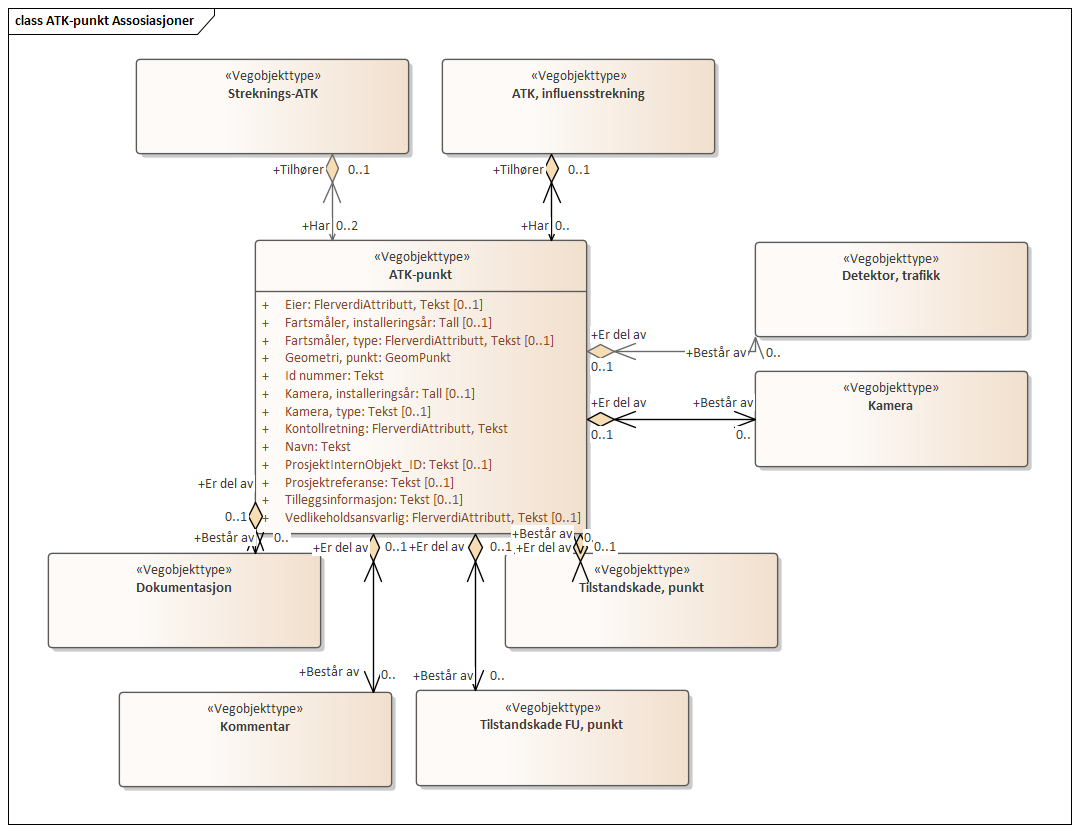 class ATK-punkt Assosiasjoner
«Vegobjekttype»
Streknings-ATK
«Vegobjekttype»
ATK, influensstrekning
+Tilhører 0..1
+Tilhører 0..1
+Har 0..2
+Har 0..
«Vegobjekttype»
ATK-punkt
+ Eier: FlerverdiAttributt, Tekst [0..1]
+ Fartsmåler, installeringsår: Tall [0..1]
+ Fartsmåler, type: FlerverdiAttributt, Tekst [0..1]
+ Geometri, punkt: GeomPunkt
+ Id nummer: Tekst
+ Kamera, installeringsår: Tall [0..1]
+ Kamera, type: Tekst [0..1]
+ Kontollretning: FlerverdiAttributt, Tekst
+ Navn: Tekst
+ ProsjektInternObjekt_ID: Tekst [0..1]
+ Prosjektreferanse: Tekst [0..1]
+ Tilleggsinformasjon: Tekst [0..1]
+ Vedlikeholdsansvarlig: FlerverdiAttributt, Tekst [0..1]
«Vegobjekttype»
Detektor, trafikk
+Er del av
0..1
+Består av 0..
«Vegobjekttype»
Kamera
+Er del av
0..1
+Består av
0..
+Er del av
0..1
+Består av 0..
«Vegobjekttype»
Dokumentasjon
+Er del av 0..1
+Består av 0..
«Vegobjekttype»
Kommentar
+Er del av 0..1
+Består av 0..
«Vegobjekttype»
Tilstandskade FU, punkt
+Består av 0..
+Er del av 0..1
«Vegobjekttype»
Tilstandskade, punkt